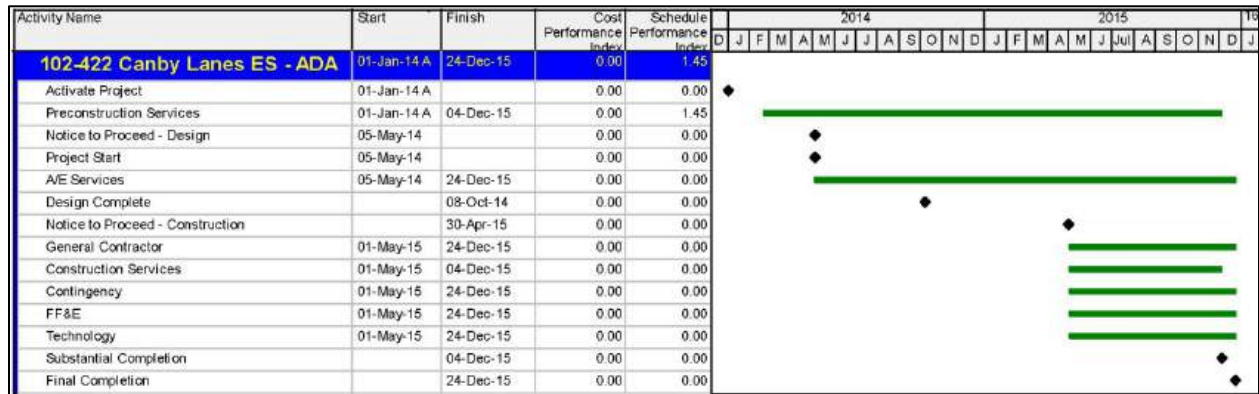 Activity Name Start Finish Cost Performance Index Schedule Performance Index 2014 2015 16
D J F M A M J J A S O N D J F M A M J Jul A S O N D J
102-422 Canby Lanes ES - ADA 01-Jan-14 A 24-Dec-15 0.00 1.45
Activate Project 01-Jan-14 A 0.00 0.00
Preconstruction Services 01-Jan-14 A 04-Dec-15 0.00 1.45
Notice to Proceed - Design 05-May-14 0.00 0.00
Project Start 05-May-14 0.00 0.00
A/E Services 05-May-14 24-Dec-15 0.00 0.00
Design Complete 08-Oct-14 0.00 0.00
Notice to Proceed - Construction 30-Apr-15 0.00 0.00
General Contractor 01-May-15 24-Dec-15 0.00 0.00
Construction Services 01-May-15 04-Dec-15 0.00 0.00
Contingency 01-May-15 24-Dec-15 0.00 0.00
FF&E 01-May-15 24-Dec-15 0.00 0.00
Technology 01-May-15 24-Dec-15 0.00 0.00
Substantial Completion 04-Dec-15 0.00 0.00
Final Completion 24-Dec-15 0.00 0.00